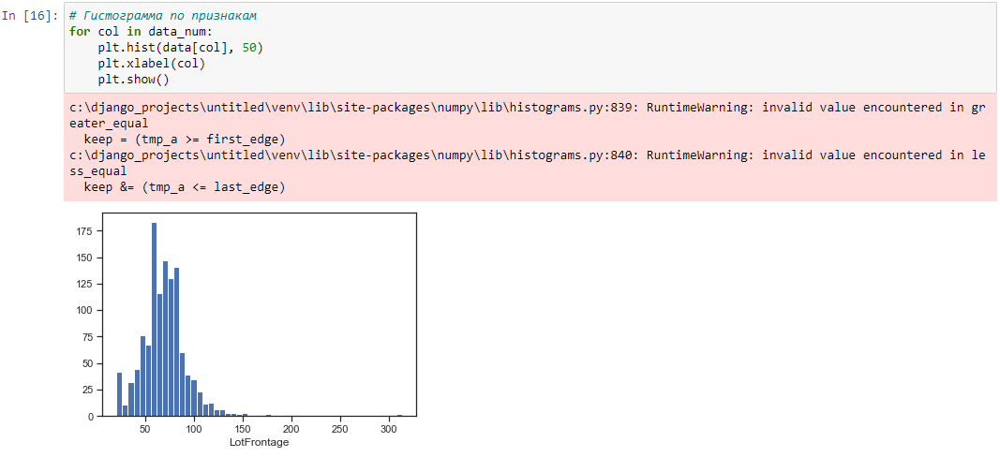 In [16]:
# Гистограмма по признакам
for col in data_num:
    plt.hist(data[col], 50)
    plt.xlabel(col)
    plt.show()
c:\django_projects\untitled\venv\lib\site-packages\numpy\lib\histograms.py:839: RuntimeWarning: invalid value encountered in gr
eater_equal
  keep = (tmp_a >= first_edge)
c:\django_projects\untitled\venv\lib\site-packages\numpy\lib\histograms.py:840: RuntimeWarning: invalid value encountered in le
ss_equal
  keep &= (tmp_a <= last_edge)
175
150
125
100
75
50
25
0
50 100 150 200 250 300
LotFrontage